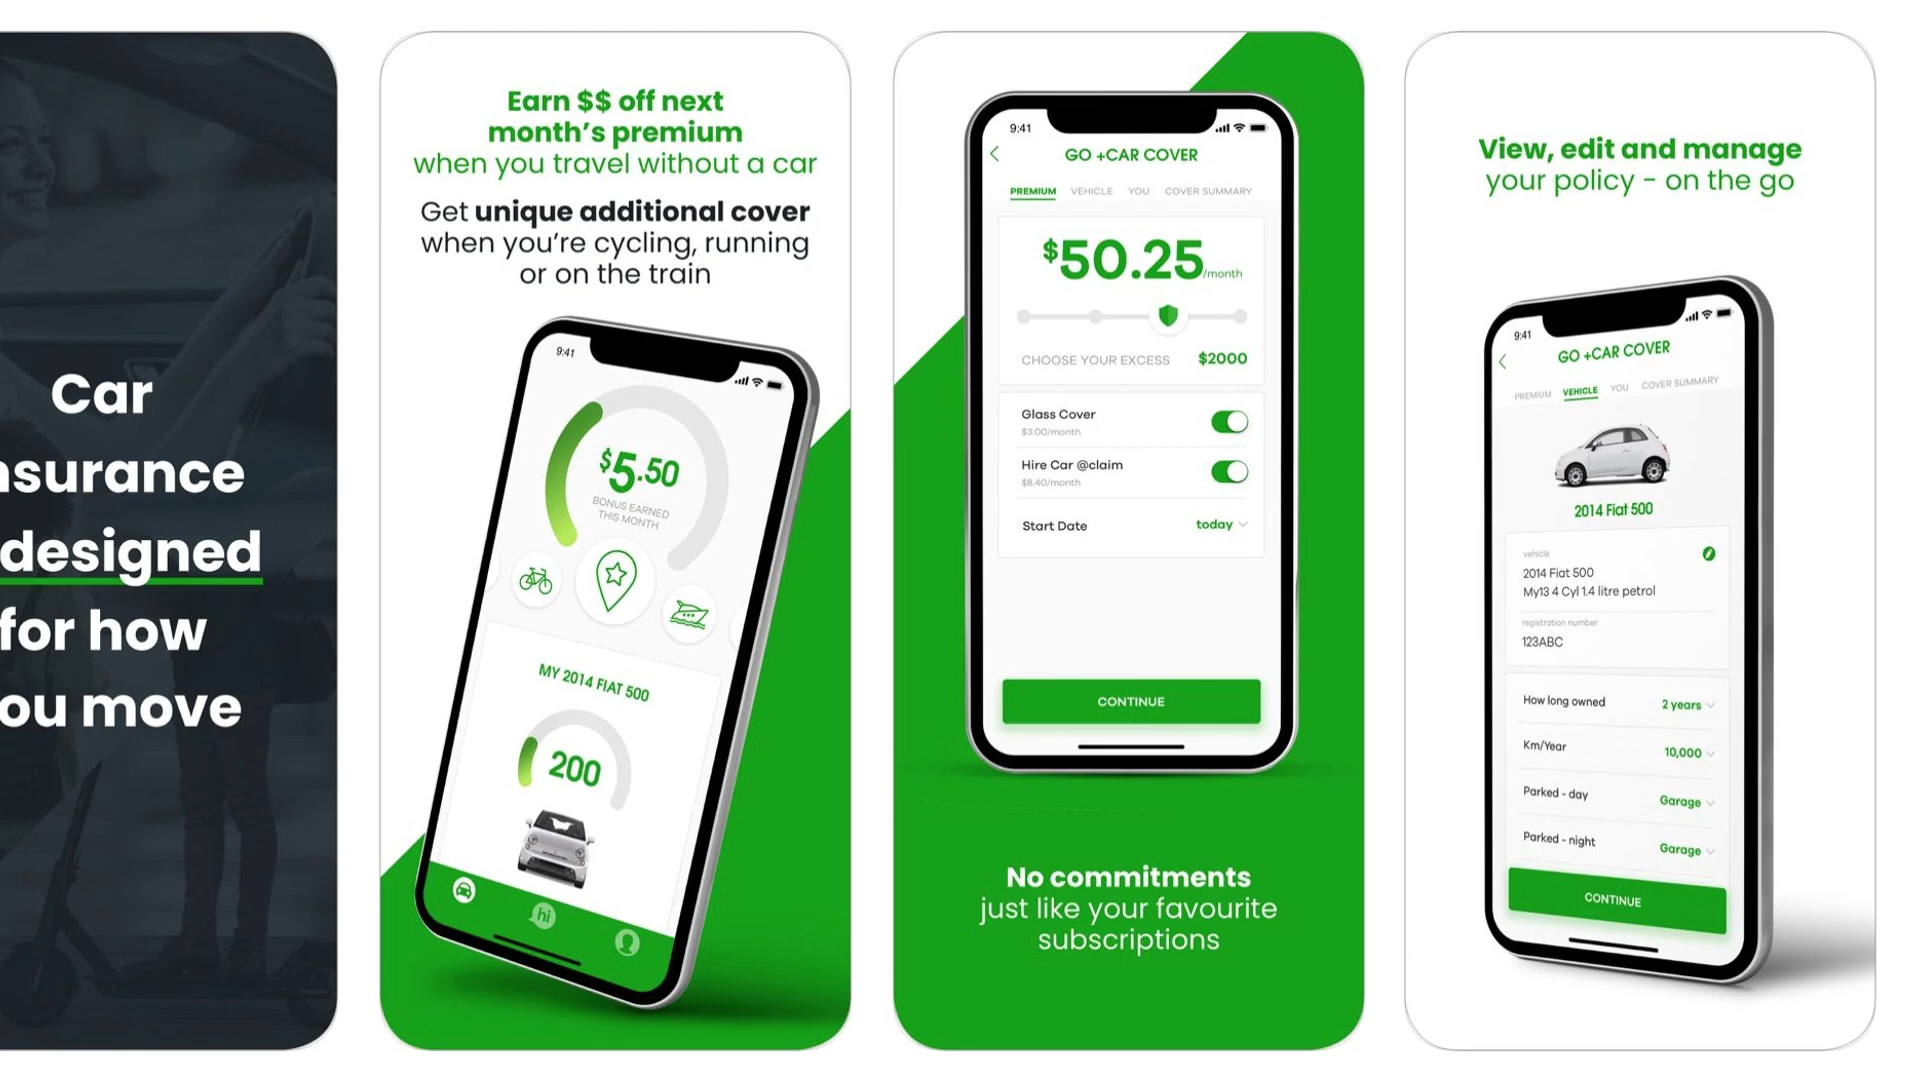 Car
nsurance
designed
for how
ou move
Earn $$ off next
month's premium
when you travel without a car
Get unique additional cover
when you're cycling, running
or on the train
9:41
$5.50
BONUS EARNED
THIS MONTH
MY 2014 FIAT 500
200
hi
9:41
GO +CAR COVER
PREMIUM VEHICLE YOU COVER SUMMARY
$50.25/month
CHOOSE YOUR EXCESS $2000
Glass Cover
$3.00/month
Hire Car @claim
$8.40/month
Start Date today
CONTINUE
No commitments
just like your favourite
subscriptions
View, edit and manage
your policy - on the go
9:41
GO +CAR COVER
PREMIUM VEHICLE YOU COVER SUMMARY
2014 Fiat 500
vehicle
2014 Fiat 500
My13 4 Cyl 1.4 litre petrol
registration number
123ABC
How long owned 2 years
Km/Year 10,000
Parked - day Garage
Parked - night Garage
CONTINUE